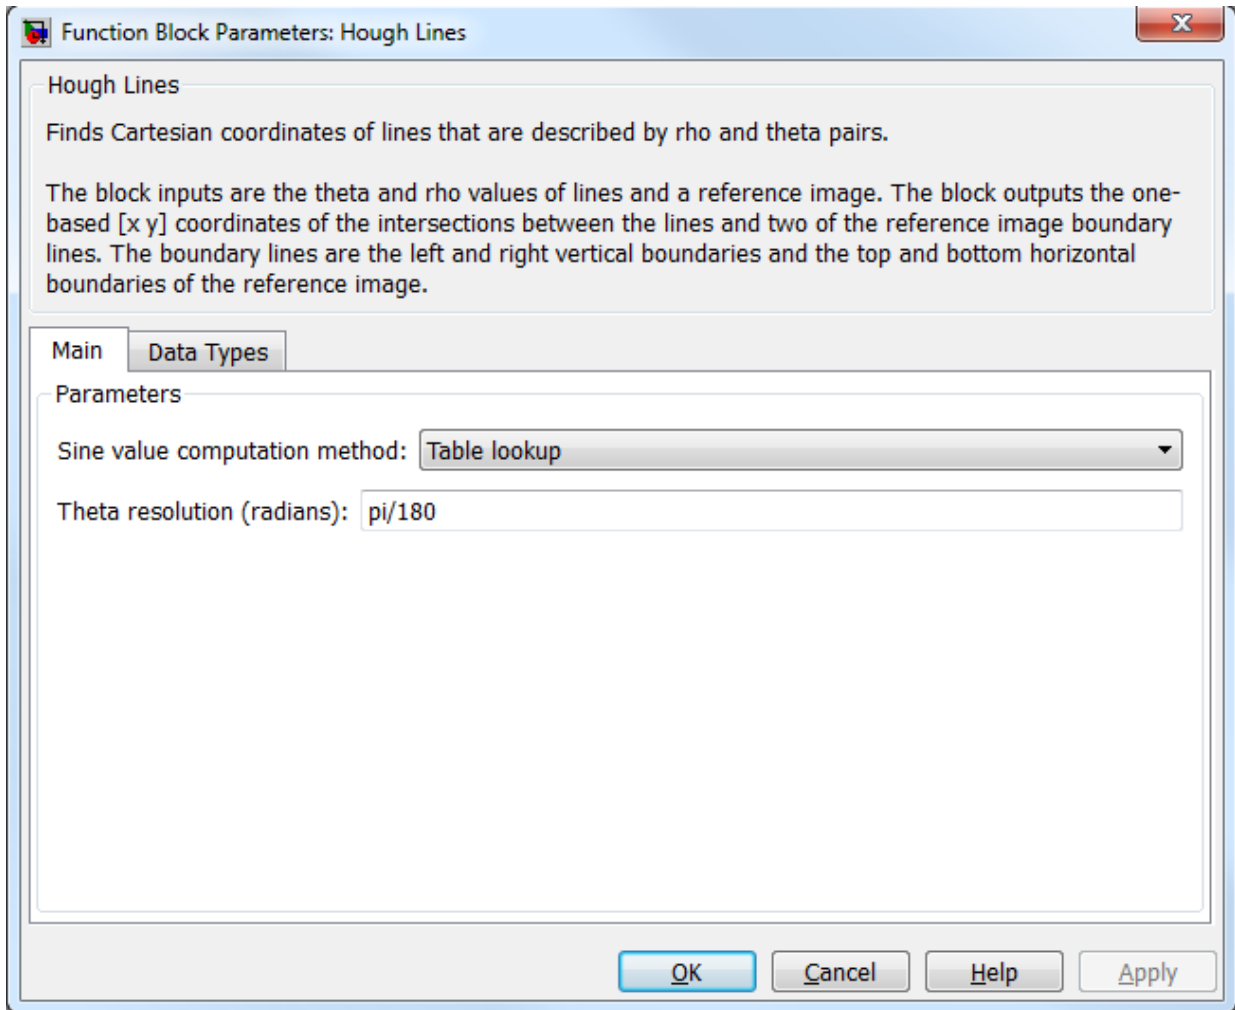 Function Block Parameters: Hough Lines
Hough Lines
Finds Cartesian coordinates of lines that are described by rho and theta pairs.
The block inputs are the theta and rho values of lines and a reference image. The block outputs the one-
based [x y] coordinates of the intersections between the lines and two of the reference image boundary
lines. The boundary lines are the left and right vertical boundaries and the top and bottom horizontal
boundaries of the reference image.
Main Data Types
Parameters
Sine value computation method: Table lookup
Theta resolution (radians): pi/180
OK Cancel Help Apply